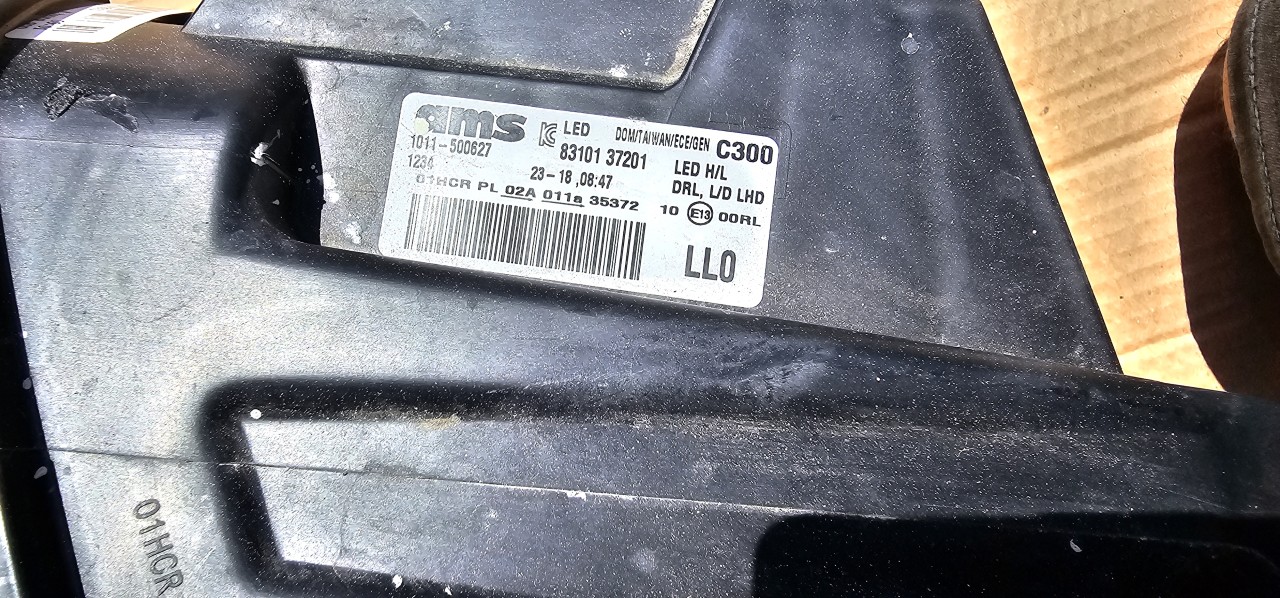 ams
LED DOM/TAIWAN/ECE/GEN C300
1011-500627 83101 37201 LED H/L
1234 23-18 ,08:47 DRL, L/D LHD
01HCR PL 02A 011a 35372 10 E13 00RL
LL0
01HCR